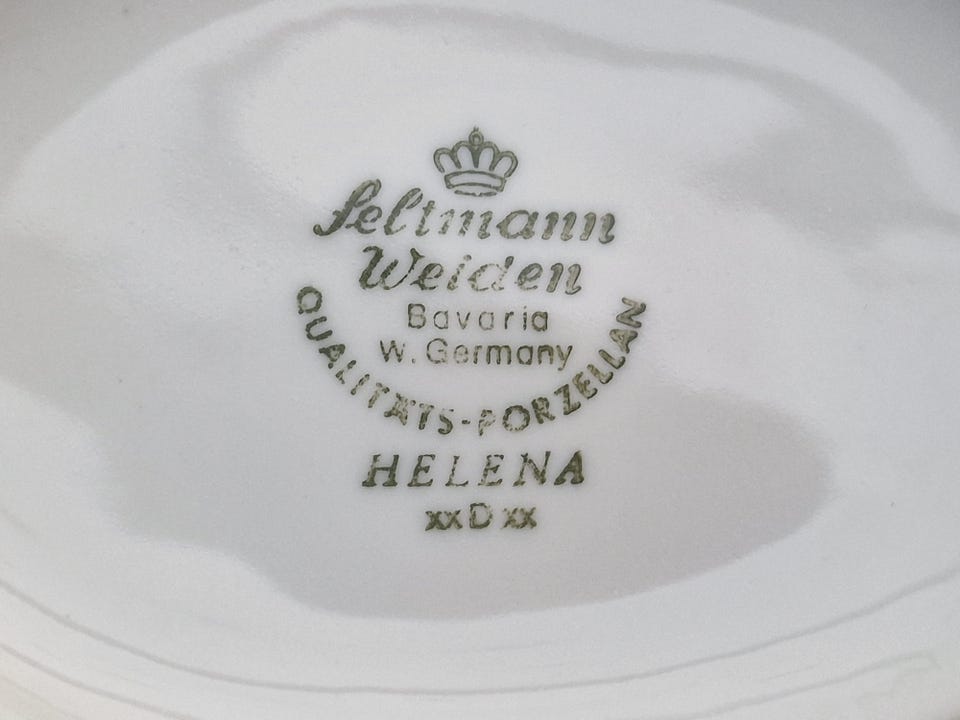 Seltmann
Weiden
Bavaria
W. Germany
QUALITÄTS-PORZELLAN
HELENA
xx D xx